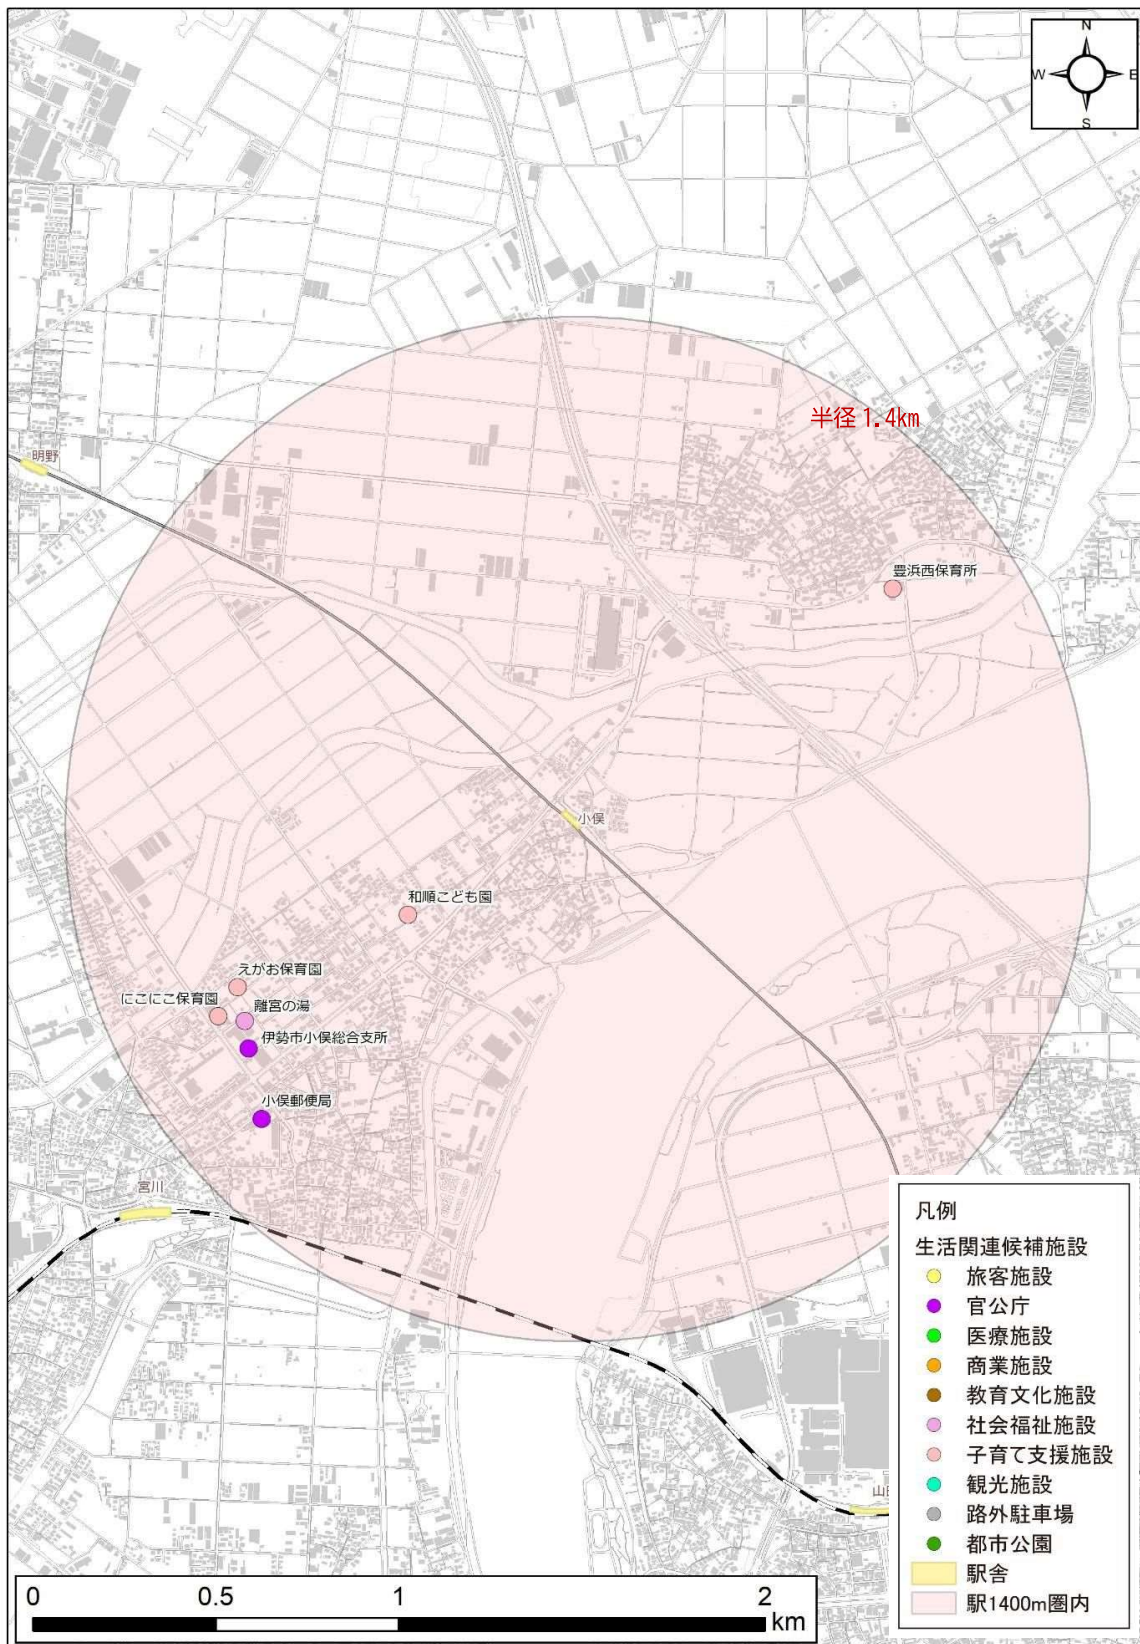 N
W E
S
半径1.4km
明野
豊浜西保育所
小俣
和順こども園
えがお保育園
にこにこ保育園
離宮の湯
伊勢市小俣総合支所
小俣郵便局
宮川
凡例
生活関連候補施設
旅客施設
官公庁
医療施設
商業施設
教育文化施設
社会福祉施設
子育て支援施設
観光施設
路外駐車場
都市公園
駅舎
駅1400m圏内
山
0 0.5 1 2
km